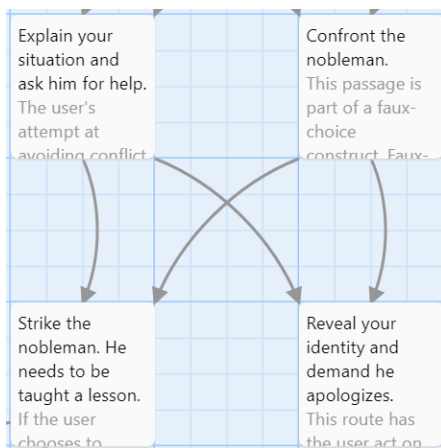 Explain your
situation and
ask him for help.
The user's
attempt at
avoiding conflict
Confront the
nobleman.
This passage is
part of a faux-
choice
construct. Faux-
Strike the
nobleman. He
needs to be
taught a lesson.
If the user
chooses to
Reveal your
identity and
demand he
apologizes.
This route has
the user act on